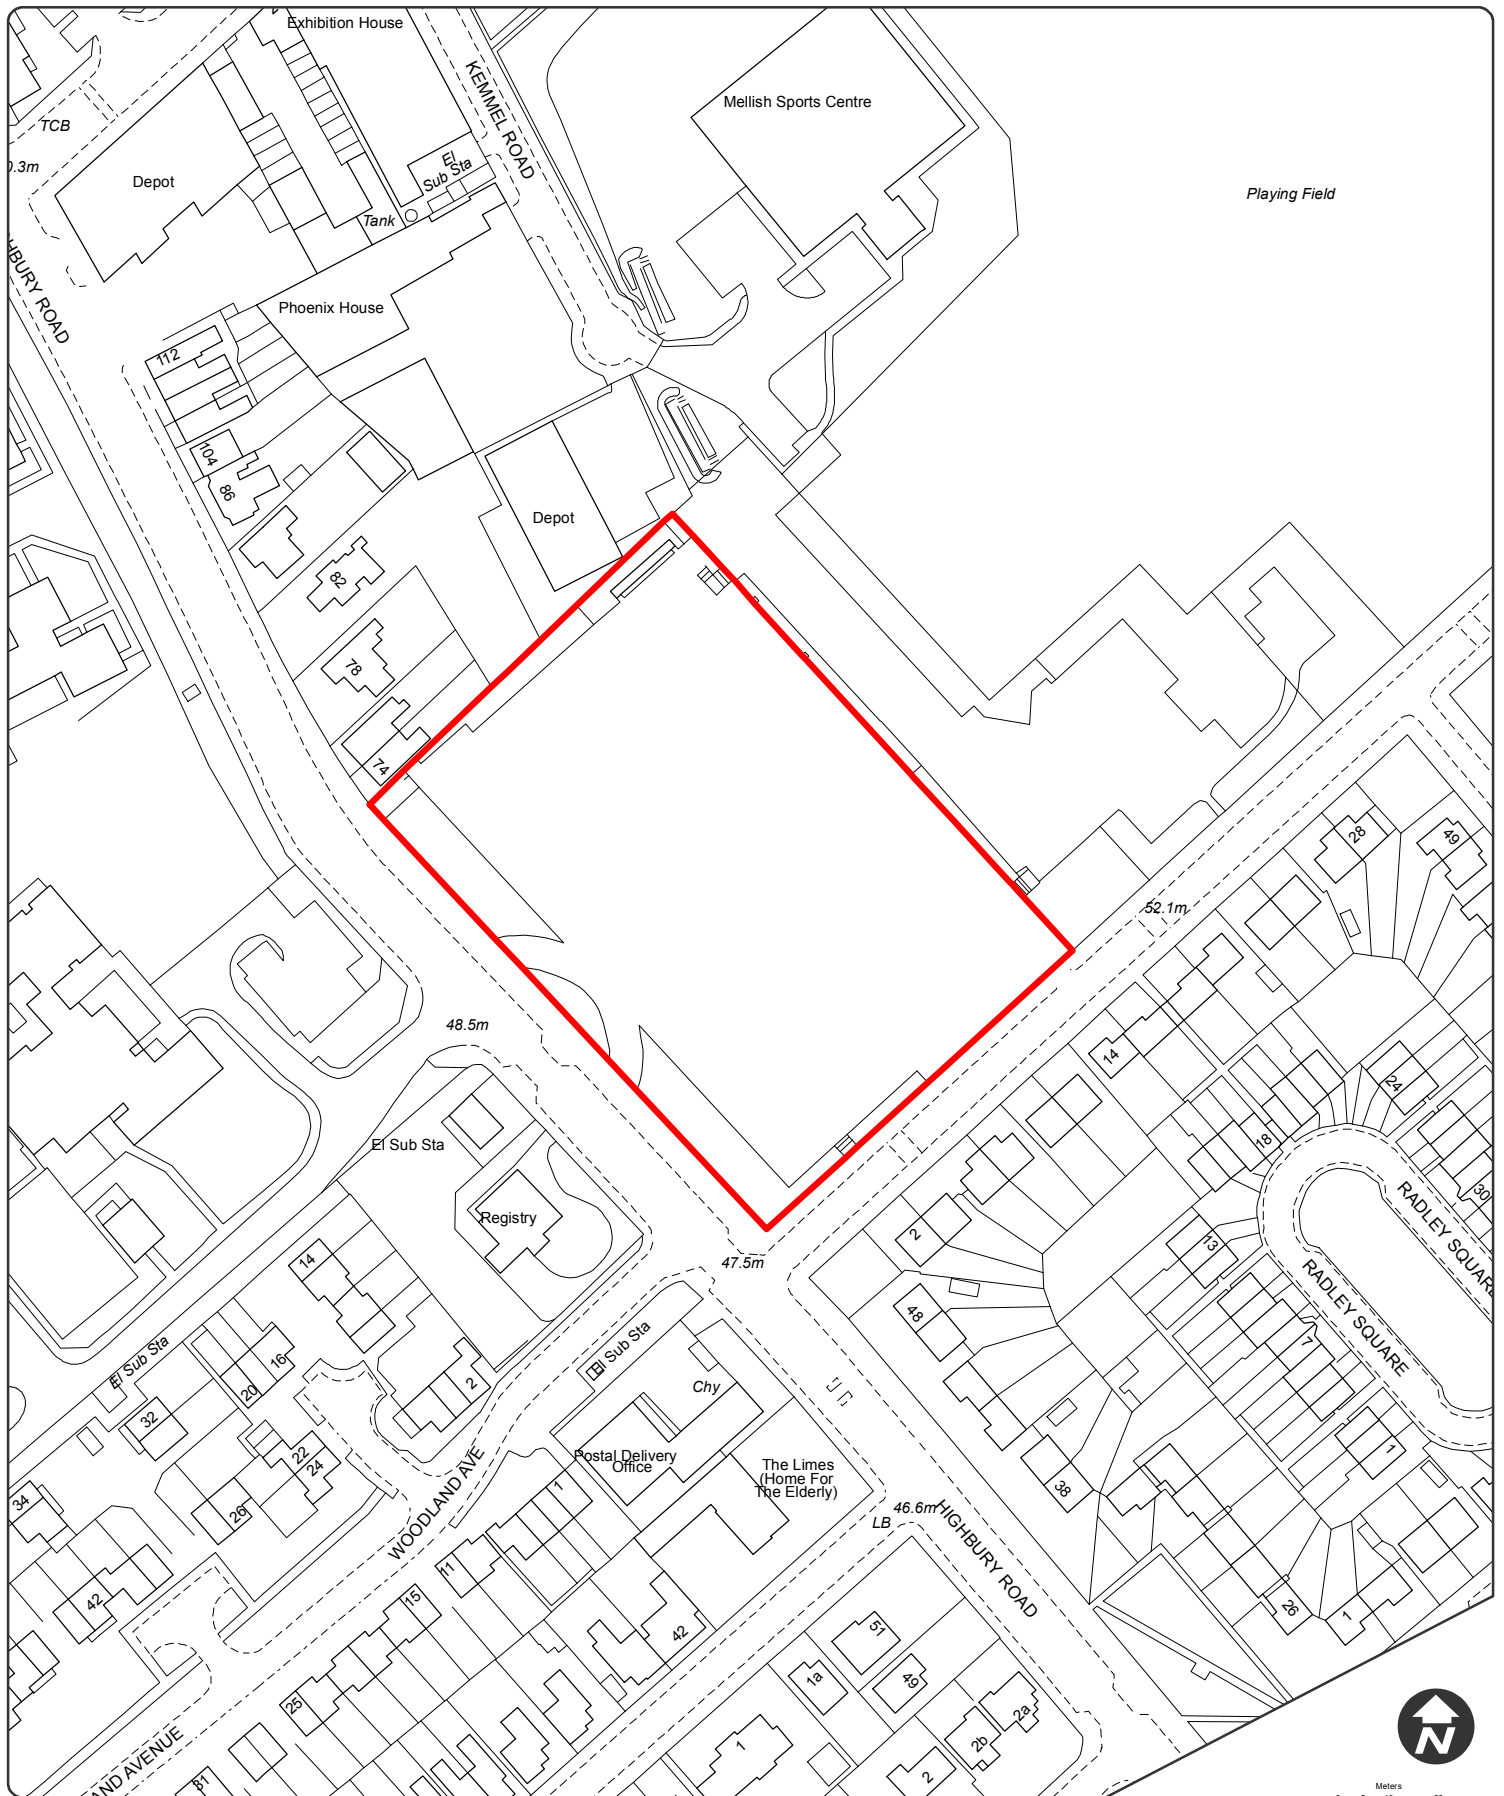 Exhibition House
KEMMEL ROAD
Mellish Sports Centre
TCB
Depot
El
Sub Sta
Tank
Playing Field
HBURY ROAD
Phoenix House
112
104
86
Depot
82
78
74
28
49
52.1m
48.5m
14
24
18
El Sub Sta
30
RADLEY SQUARE
Registry
2
13
14
47.5m
RADLEY SQUARE
48
7
El Sub Sta
El Sub Sta
16
20
2
Chy
32
1
22
24
Postal Delivery
Office
The Limes
(Home For
The Elderly)
38
34
26
WOODLAND AVE
1
46.6m
LB
HIGHBURY ROAD
11
42
15
26
1
42
51
25
1a
49
2a
2b
1
N
AND AVENUE
31
2
Meters